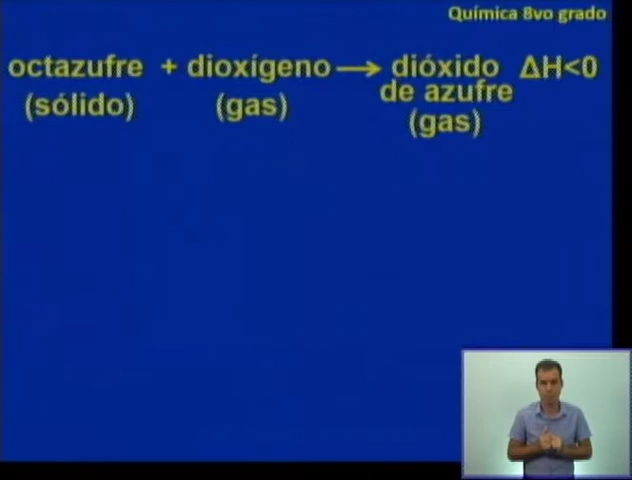 Química 8vo grado
octazufre + dioxígeno → dióxido ΔH<0
de azufre
(sólido) (gas) (gas)